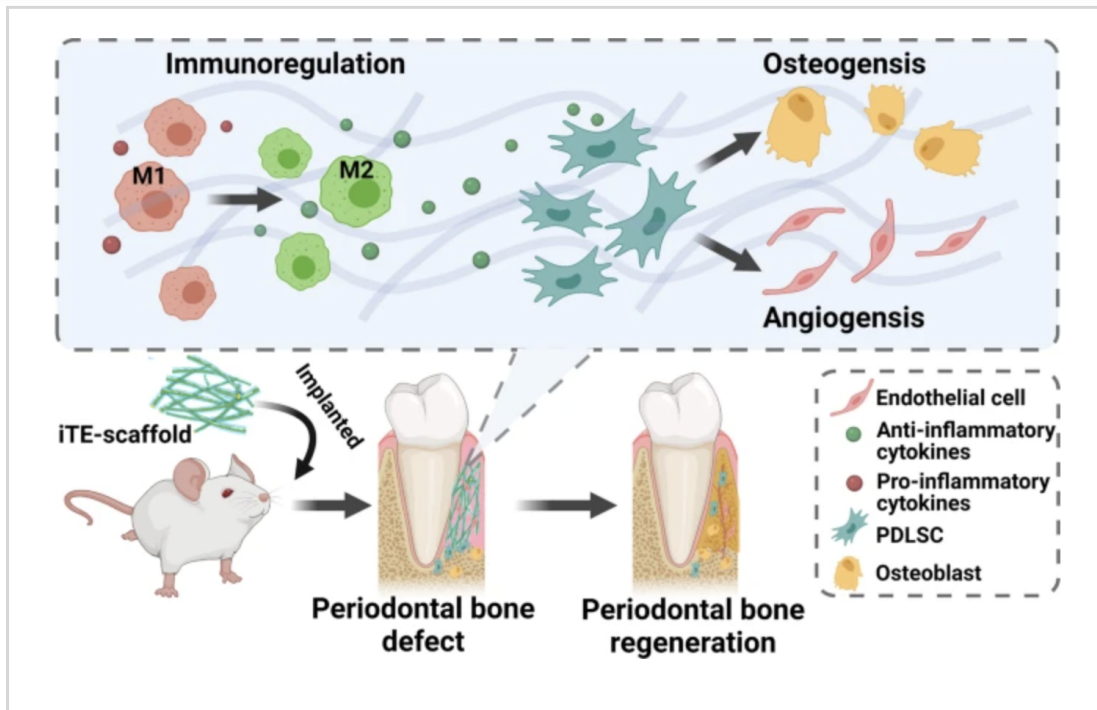 Immunoregulation
Osteogensis
M1
M2
Angiogensis
iTE-scaffold
Implanted
Periodontal bone
defect
Periodontal bone
regeneration
Endothelial cell
Anti-inflammatory
cytokines
Pro-inflammatory
cytokines
PDLSC
Osteoblast